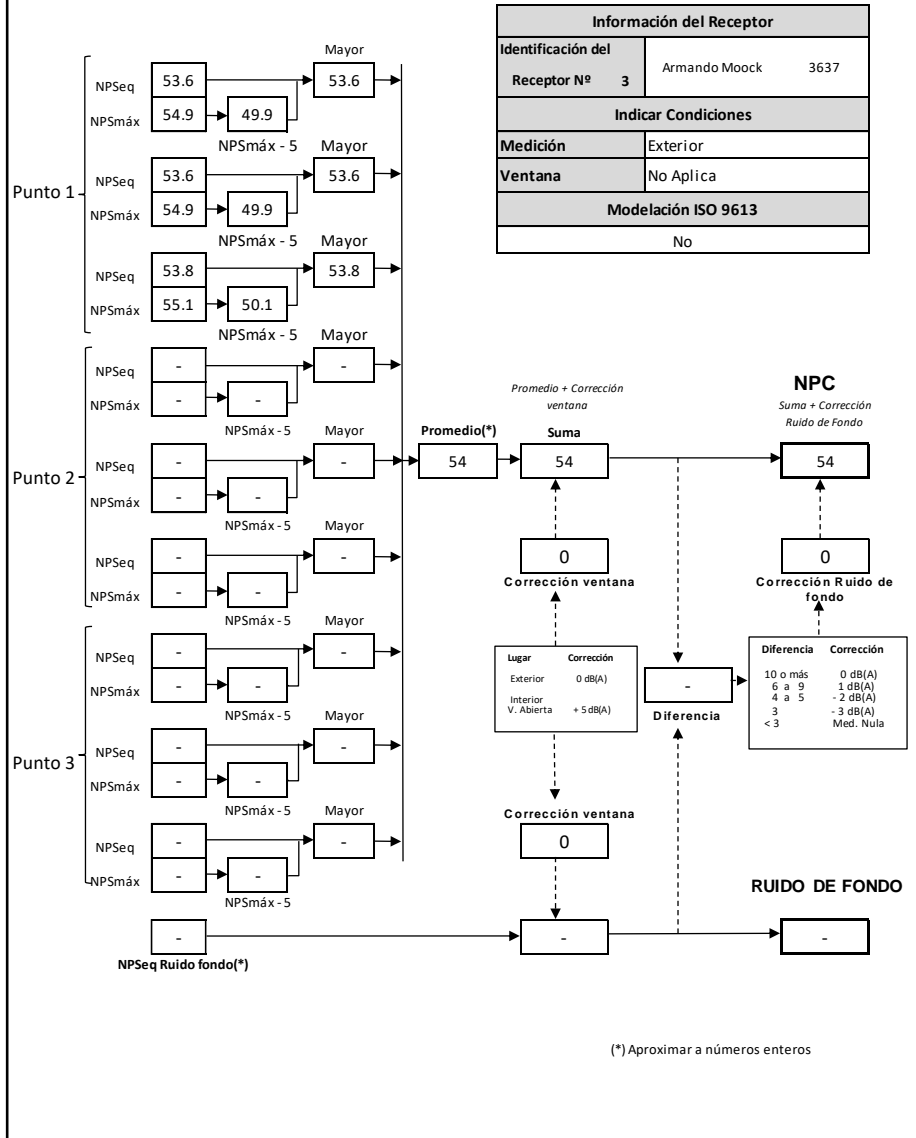 Información del Receptor
Identificación del
Receptor Nº 3
Armando Moock 3637
Indicar Condiciones
Medición Exterior
Ventana No Aplica
Modelación ISO 9613
No
Punto 1
Mayor
NPSeq 53.6 53.6
NPSmáx 54.9 49.9
NPSmáx - 5 Mayor
NPSeq 53.6 53.6
NPSmáx 54.9 49.9
NPSmáx - 5 Mayor
NPSeq 53.8 53.8
NPSmáx 55.1 50.1
NPSmáx - 5 Mayor
Punto 2
NPSeq - -
NPSmáx - -
NPSmáx - 5 Mayor
NPSeq - -
NPSmáx - -
NPSmáx - 5 Mayor
NPSeq - -
NPSmáx - -
NPSmáx - 5 Mayor
Punto 3
NPSeq - -
NPSmáx - -
NPSmáx - 5 Mayor
NPSeq - -
NPSmáx - -
NPSmáx - 5 Mayor
NPSeq - -
NPSmáx - -
NPSmáx - 5
-
NPSeq Ruido fondo(*)
Promedio(*)
54
Promedio + Corrección
ventana
Suma
54
0
Corrección ventana
Lugar Corrección
Exterior 0 dB(A)
Interior
V. Abierta + 5 dB(A)
Corrección ventana
0
-
-
Diferencia
NPC
Suma + Corrección
Ruido de Fondo
54
0
Corrección Ruido de
fondo
Diferencia Corrección
10 o más 0 dB(A)
6 a 9 1 dB(A)
4 a 5 - 2 dB(A)
3 - 3 dB(A)
< 3 Med. Nula
RUIDO DE FONDO
-
(*) Aproximar a números enteros